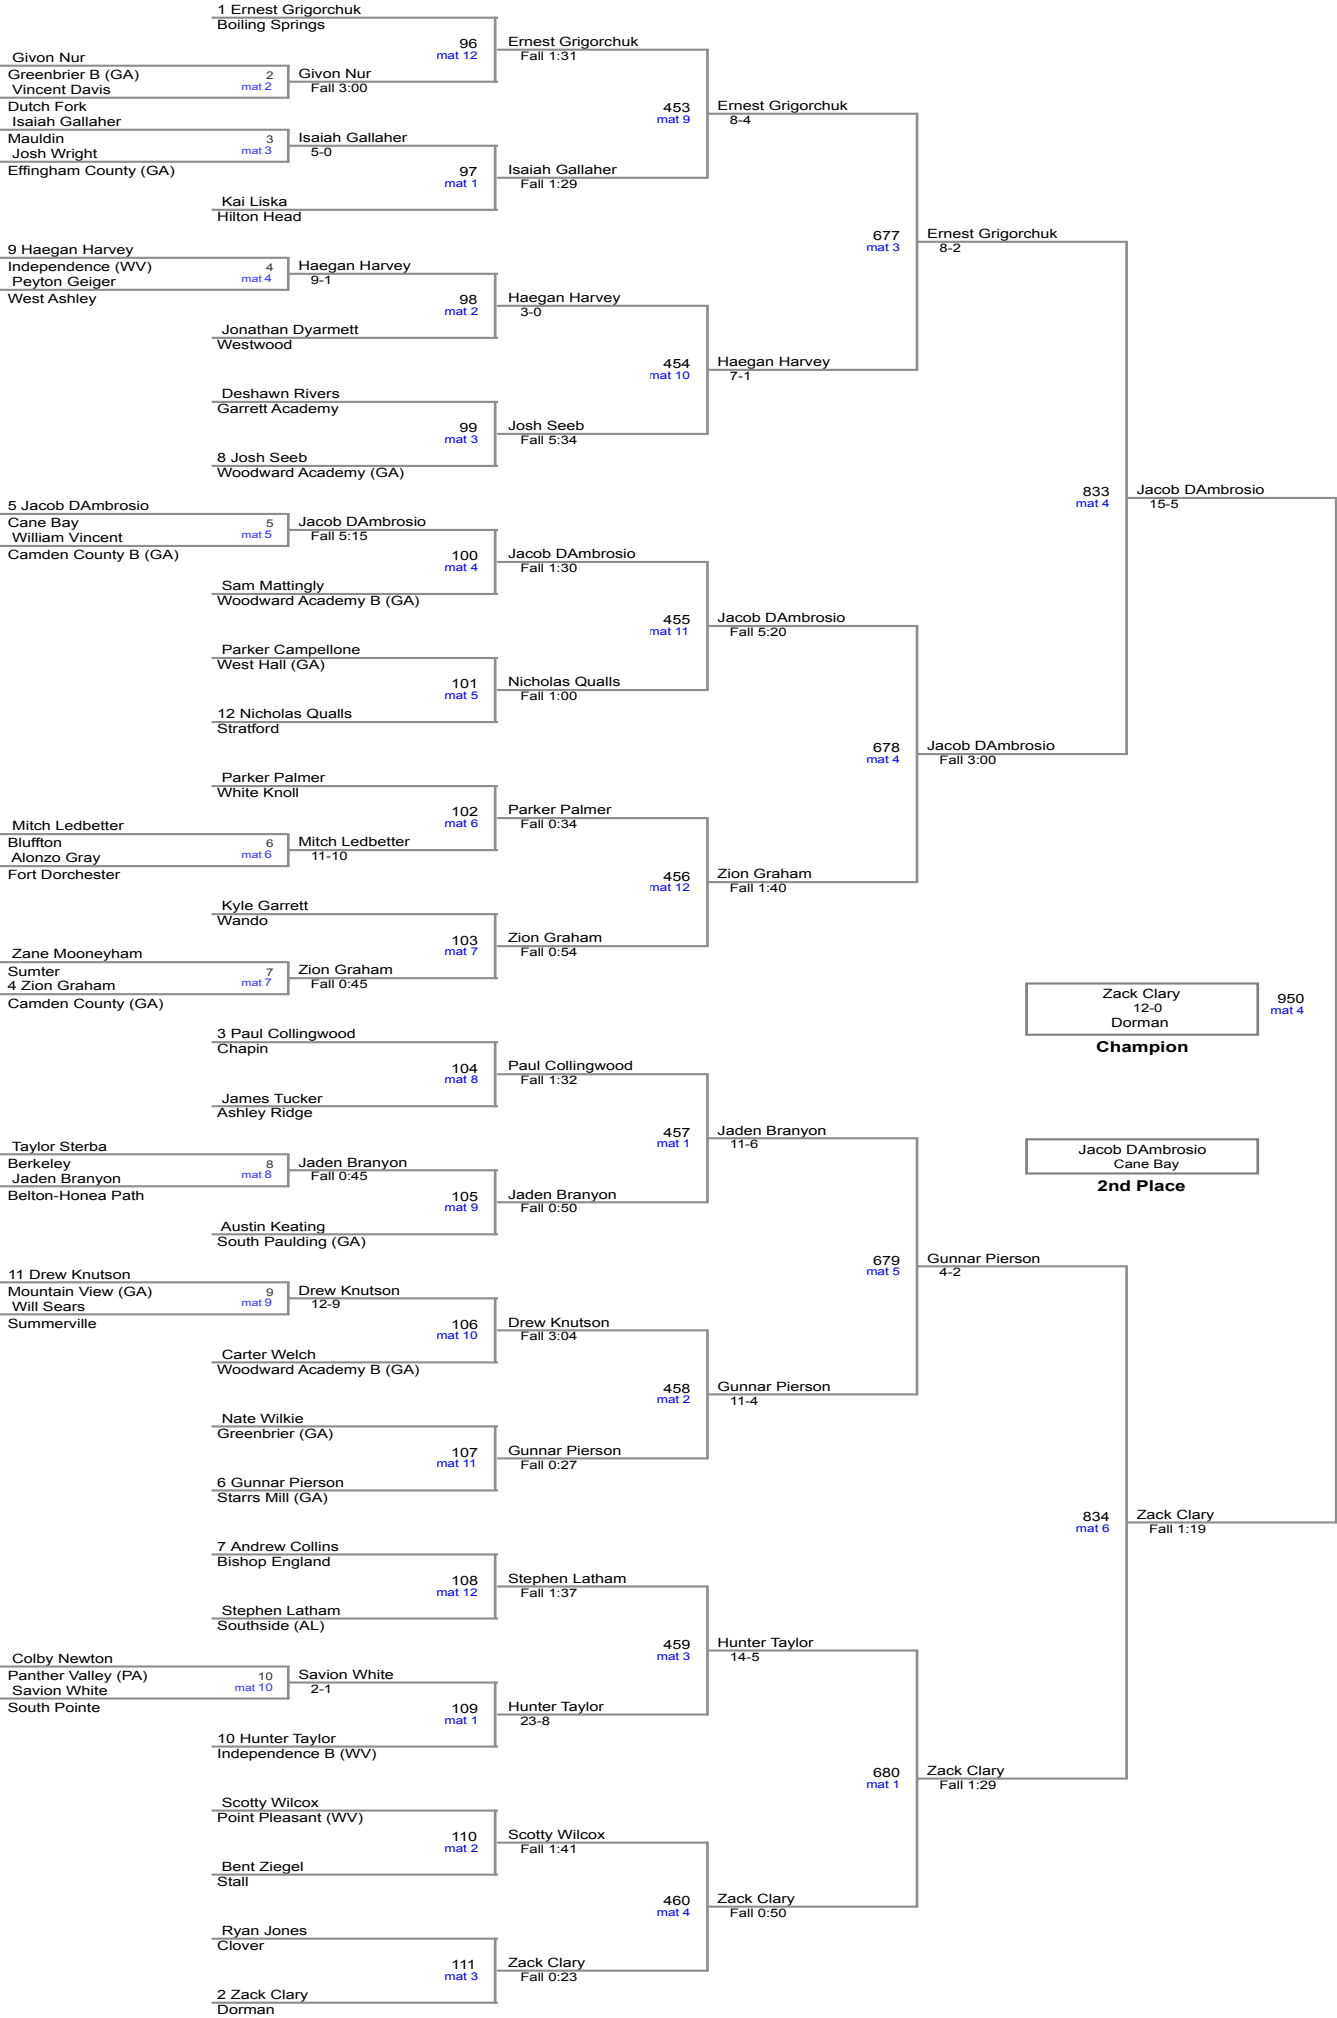 1 Ernest Grigorchuk
Boiling Springs
96
mat 12
Ernest Grigorchuk
Fall 1:31
Givon Nur
Greenbrier B (GA)
2
mat 2
Vincent Davis
Dutch Fork
Givon Nur
Fall 3:00
453
mat 9
Ernest Grigorchuk
8-4
Isaiah Gallaher
Mauldin
3
mat 3
Josh Wright
Effingham County (GA)
Isaiah Gallaher
5-0
97
mat 1
Isaiah Gallaher
Fall 1:29
Kai Liska
Hilton Head
677
mat 3
Ernest Grigorchuk
8-2
9 Haegan Harvey
Independence (WV)
4
mat 4
Peyton Geiger
West Ashley
Haegan Harvey
9-1
98
mat 2
Haegan Harvey
3-0
Jonathan Dyarmett
Westwood
454
mat 10
Haegan Harvey
7-1
Deshawn Rivers
Garrett Academy
99
mat 3
Josh Seeb
Fall 5:34
8 Josh Seeb
Woodward Academy (GA)
833
mat 4
Jacob DAmbrosio
15-5
5 Jacob DAmbrosio
Cane Bay
5
mat 5
William Vincent
Camden County B (GA)
Jacob DAmbrosio
Fall 5:15
100
mat 4
Jacob DAmbrosio
Fall 1:30
Sam Mattingly
Woodward Academy B (GA)
455
mat 11
Jacob DAmbrosio
Fall 5:20
Parker Campellone
West Hall (GA)
101
mat 5
Nicholas Qualls
Fall 1:00
12 Nicholas Qualls
Stratford
678
mat 4
Jacob DAmbrosio
Fall 3:00
Parker Palmer
White Knoll
102
mat 6
Parker Palmer
Fall 0:34
Mitch Ledbetter
Bluffton
6
mat 6
Alonzo Gray
Fort Dorchester
Mitch Ledbetter
11-10
456
mat 12
Zion Graham
Fall 1:40
Kyle Garrett
Wando
103
mat 7
Zion Graham
Fall 0:54
Zane Mooneyham
Sumter
7
mat 7
4 Zion Graham
Camden County (GA)
Zion Graham
Fall 0:45
Zack Clary
12-0
Dorman
Champion
950
mat 4
3 Paul Collingwood
Chapin
104
mat 8
Paul Collingwood
Fall 1:32
James Tucker
Ashley Ridge
457
mat 1
Jaden Branyon
11-6
Jacob DAmbrosio
Cane Bay
2nd Place
Taylor Sterba
Berkeley
8
mat 8
Jaden Branyon
Belton-Honea Path
Jaden Branyon
Fall 0:45
105
mat 9
Jaden Branyon
Fall 0:50
Austin Keating
South Paulding (GA)
679
mat 5
Gunnar Pierson
4-2
11 Drew Knutson
Mountain View (GA)
9
mat 9
Will Sears
Summerville
Drew Knutson
12-9
106
mat 10
Drew Knutson
Fall 3:04
Carter Welch
Woodward Academy B (GA)
458
mat 2
Gunnar Pierson
11-4
Nate Wilkie
Greenbrier (GA)
107
mat 11
Gunnar Pierson
Fall 0:27
6 Gunnar Pierson
Starrs Mill (GA)
834
mat 6
Zack Clary
Fall 1:19
7 Andrew Collins
Bishop England
108
mat 12
Stephen Latham
Fall 1:37
Stephen Latham
Southside (AL)
459
mat 3
Hunter Taylor
14-5
Colby Newton
Panther Valley (PA)
10
mat 10
Savion White
South Pointe
Savion White
2-1
109
mat 1
Hunter Taylor
23-8
10 Hunter Taylor
Independence B (WV)
680
mat 1
Zack Clary
Fall 1:29
Scotty Wilcox
Point Pleasant (WV)
110
mat 2
Scotty Wilcox
Fall 1:41
Bent Ziegel
Stall
460
mat 4
Zack Clary
Fall 0:50
Ryan Jones
Clover
111
mat 3
Zack Clary
Fall 0:23
2 Zack Clary
Dorman